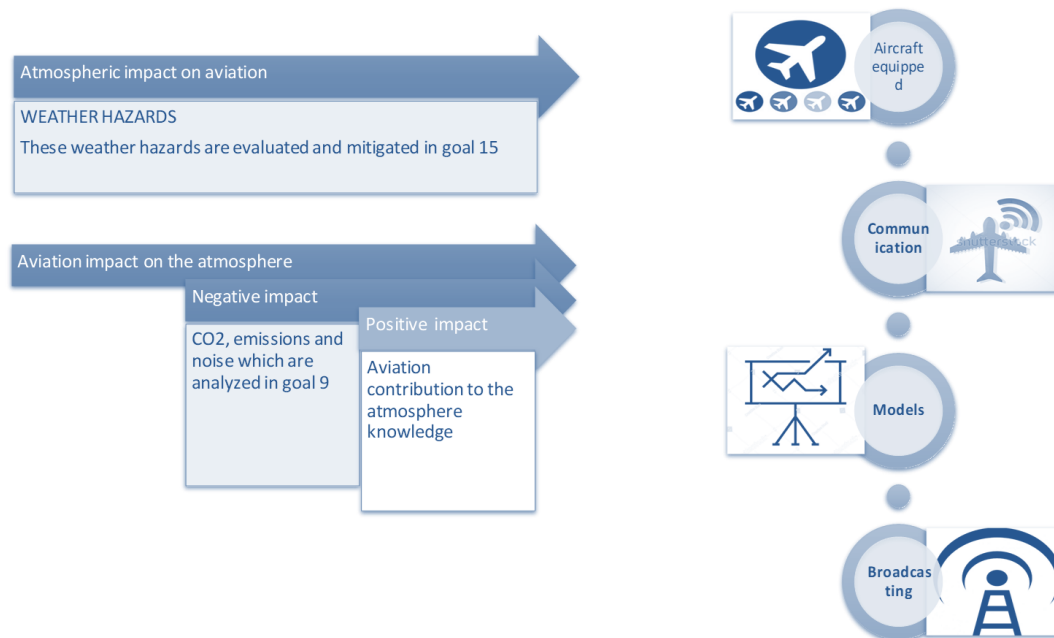 Atmospheric impact on aviation
WEATHER HAZARDS
These weather hazards are evaluated and mitigated in goal 15
Aviation impact on the atmosphere
Negative impact
CO2, emissions and
noise which are
analyzed in goal 9
Positive impact
Aviation
contribution to the
atmosphere
knowledge
Aircraft
equippe
d
Commun
ication
shutterstock
Models
Broadcas
ting